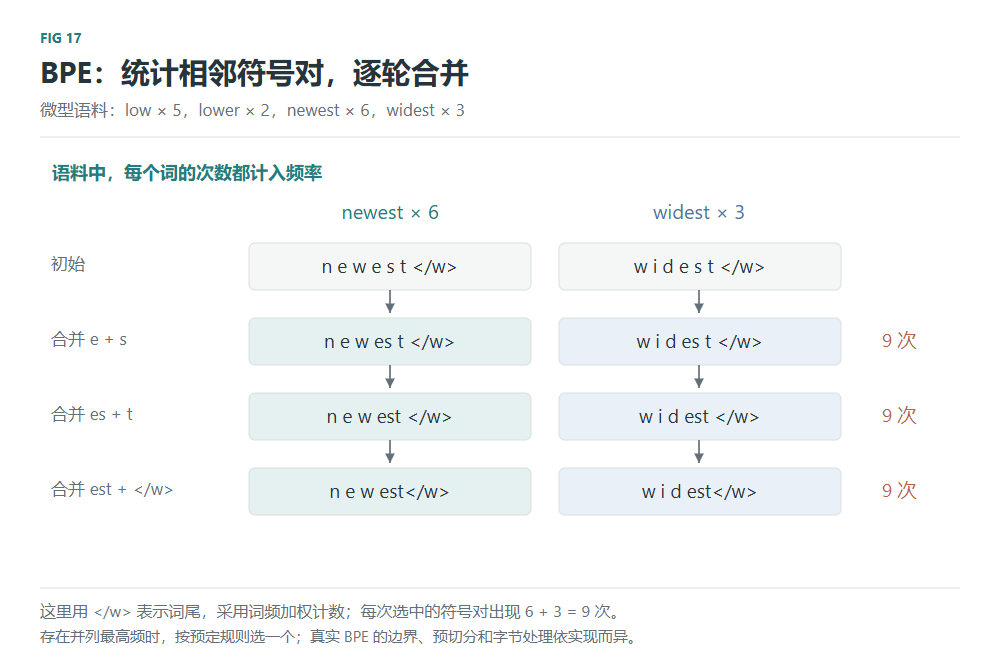 FIG 17
BPE：统计相邻符号对，逐轮合并
微型语料：low × 5，lower × 2，newest × 6，widest × 3
语料中，每个词的次数都计入频率
newest × 6
widest × 3
初始
n e w e s t </w>
w i d e s t </w>
合并 e + s
n e w es t </w>
w i d es t </w>
9 次
合并 es + t
n e w est </w>
w i d est </w>
9 次
合并 est + </w>
n e w est</w>
w i d est</w>
9 次
这里用 </w> 表示词尾，采用词频加权计数；每次选中的符号对出现 6 + 3 = 9 次。
存在并列最高频时，按预定规则选一个；真实 BPE 的边界、预切分和字节处理依实现而异。